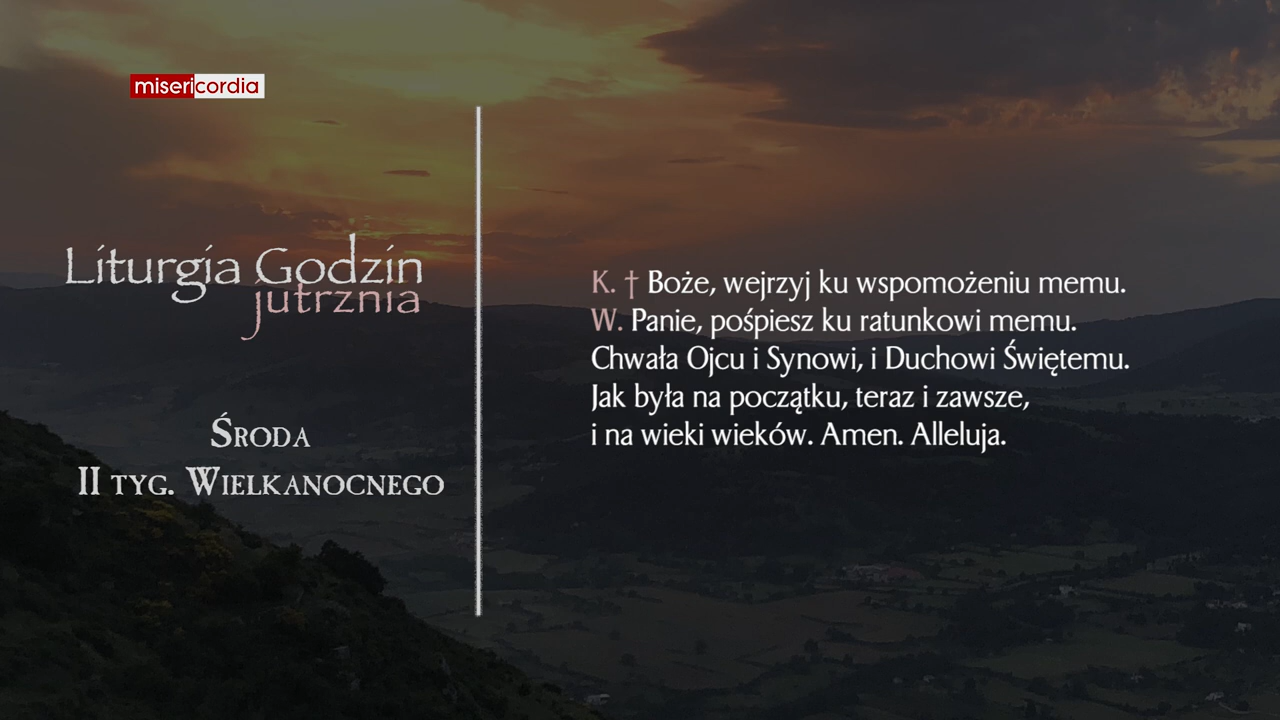 misericordia
Liturgia Godzin
jutrznia
Środa
II tyg. Wielkanocnego
K. † Boże, wejrzyj ku wspomożeniu memu.
W. Panie, pośpiesz ku ratunkowi memu.
Chwała Ojcu i Synowi, i Duchowi Świętemu.
Jak była na początku, teraz i zawsze,
i na wieki wieków. Amen. Alleluja.